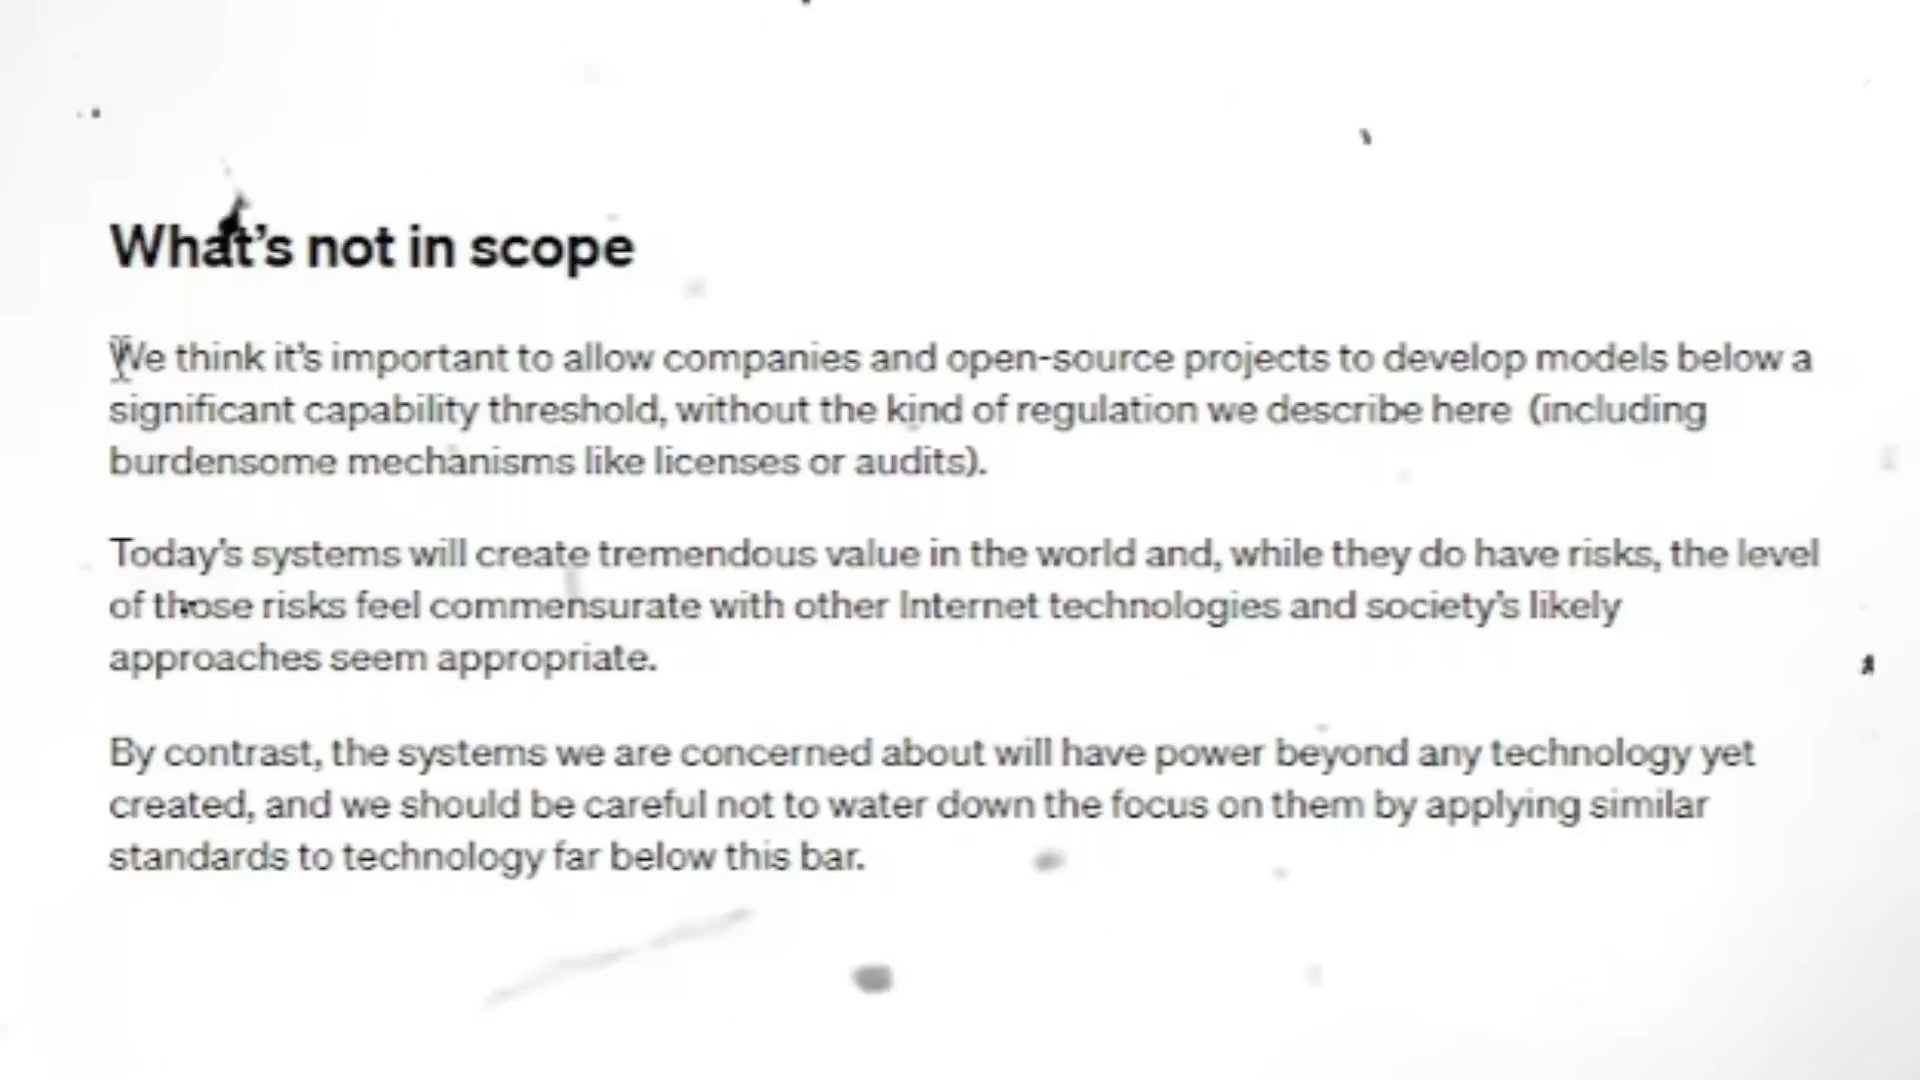 What’s not in scope
We think it’s important to allow companies and open-source projects to develop models below a
significant capability threshold, without the kind of regulation we describe here (including
burdensome mechanisms like licenses or audits).
Today’s systems will create tremendous value in the world and, while they do have risks, the level
of those risks feel commensurate with other Internet technologies and society’s likely
approaches seem appropriate.
By contrast, the systems we are concerned about will have power beyond any technology yet
created, and we should be careful not to water down the focus on them by applying similar
standards to technology far below this bar.